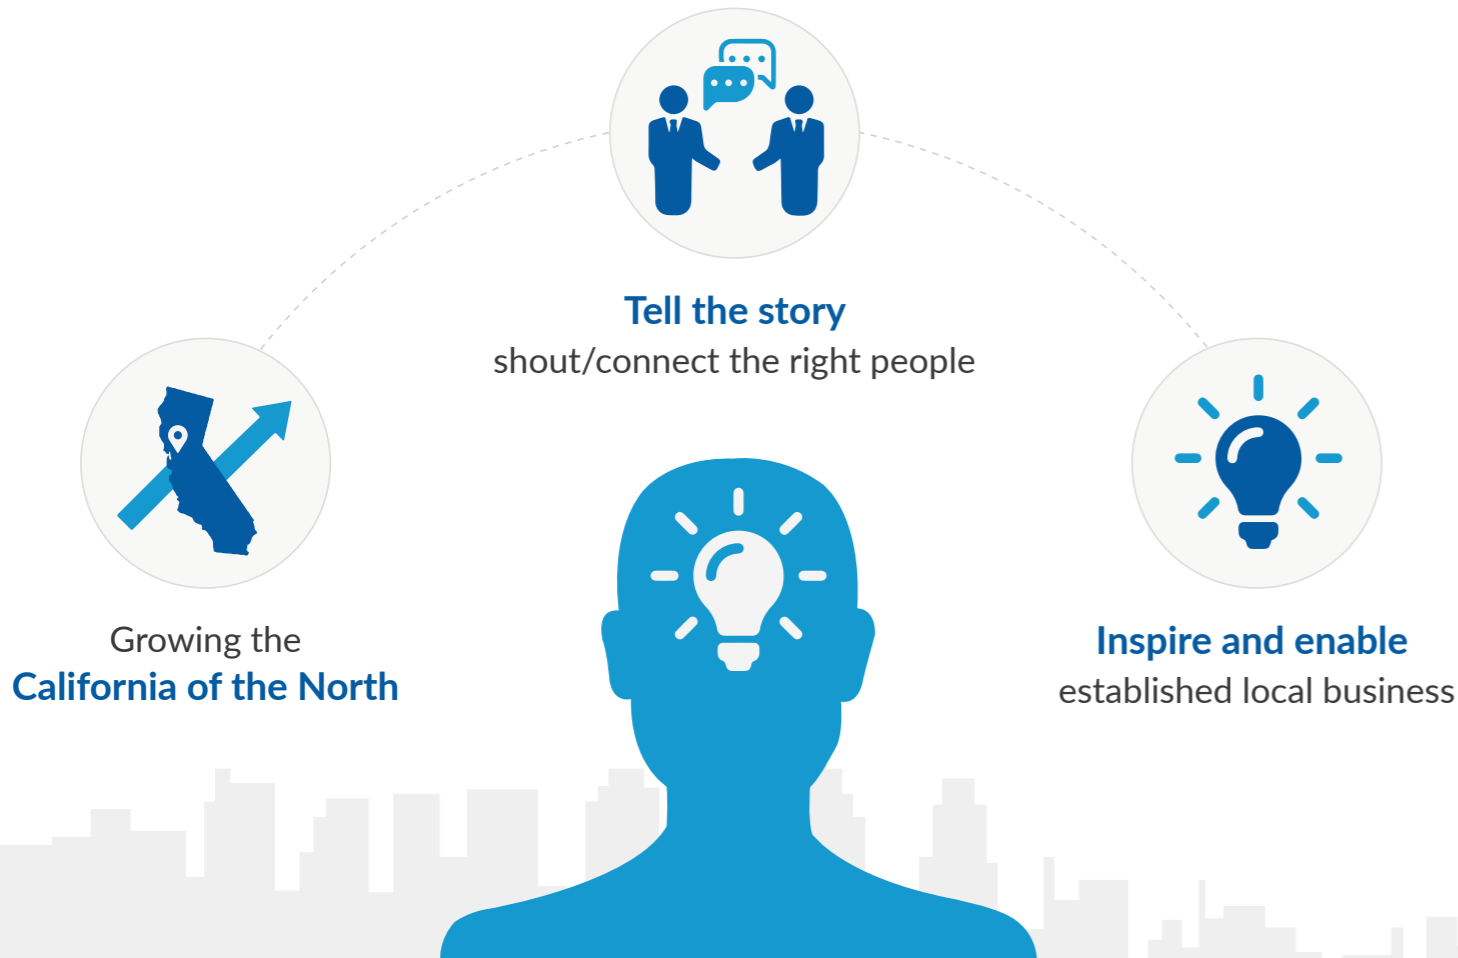 Tell the story
shout/connect the right people
Growing the
California of the North
Inspire and enable
established local business